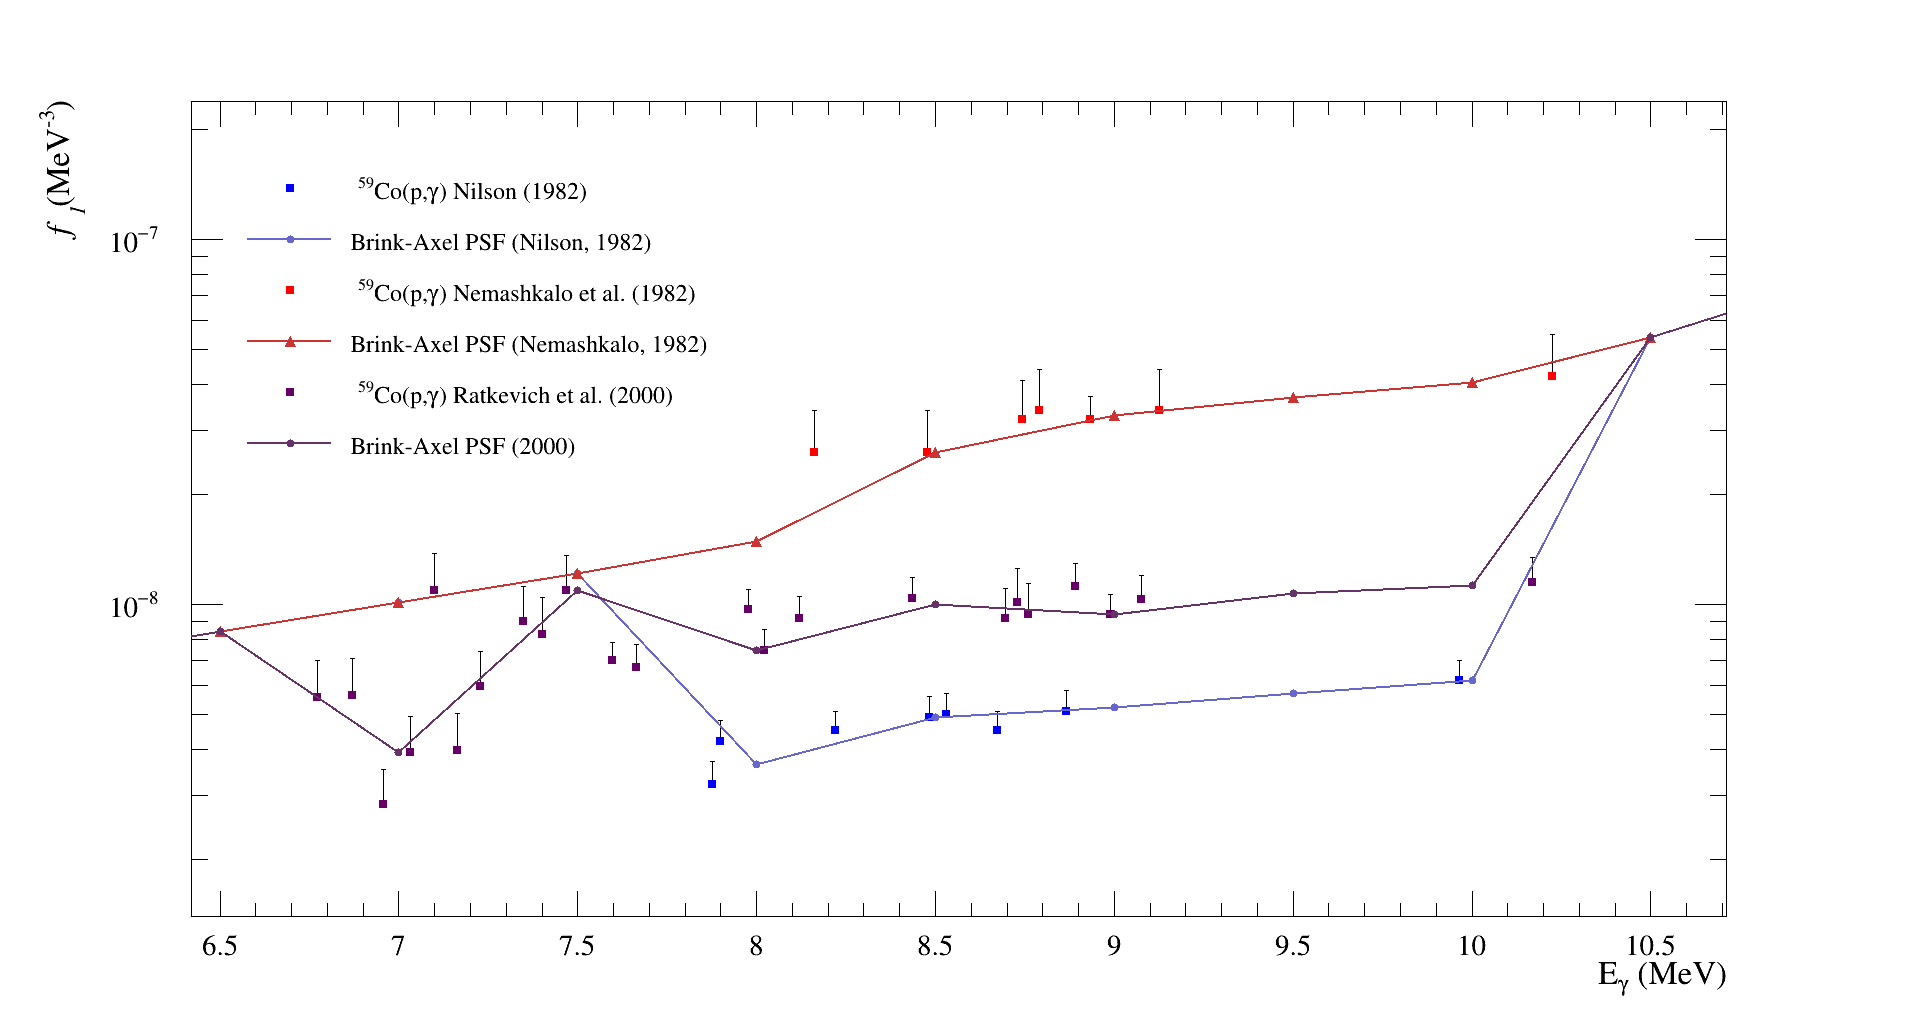 f₁(MeV⁻³)
⁵⁹Co(p,γ) Nilson (1982)
Brink-Axel PSF (Nilson, 1982)
⁵⁹Co(p,γ) Nemashkalo et al. (1982)
Brink-Axel PSF (Nemashkalo, 1982)
⁵⁹Co(p,γ) Ratkevich et al. (2000)
Brink-Axel PSF (2000)
10⁻⁷
10⁻⁸
6.5 7 7.5 8 8.5 9 9.5 10 10.5
Eᵧ (MeV)